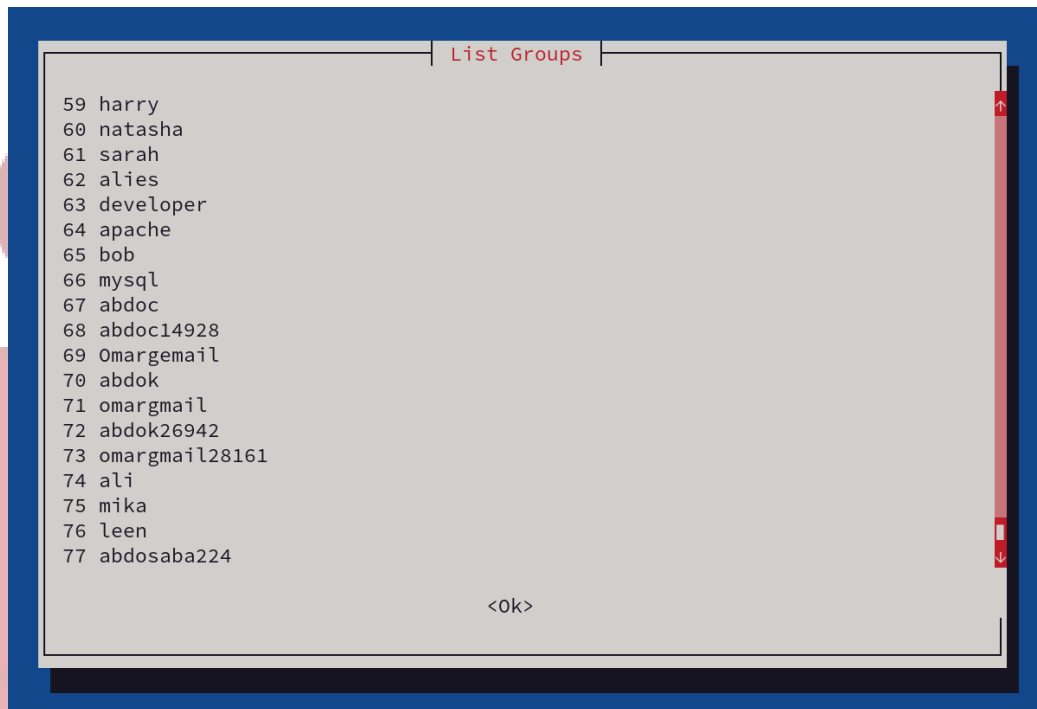 List Groups
59 harry
60 natasha
61 sarah
62 alies
63 developer
64 apache
65 bob
66 mysql
67 abdoc
68 abdoc14928
69 Omargemail
70 abdok
71 omargmail
72 abdok26942
73 omargmail28161
74 ali
75 mika
76 leen
77 abdosaba224
<Ok>